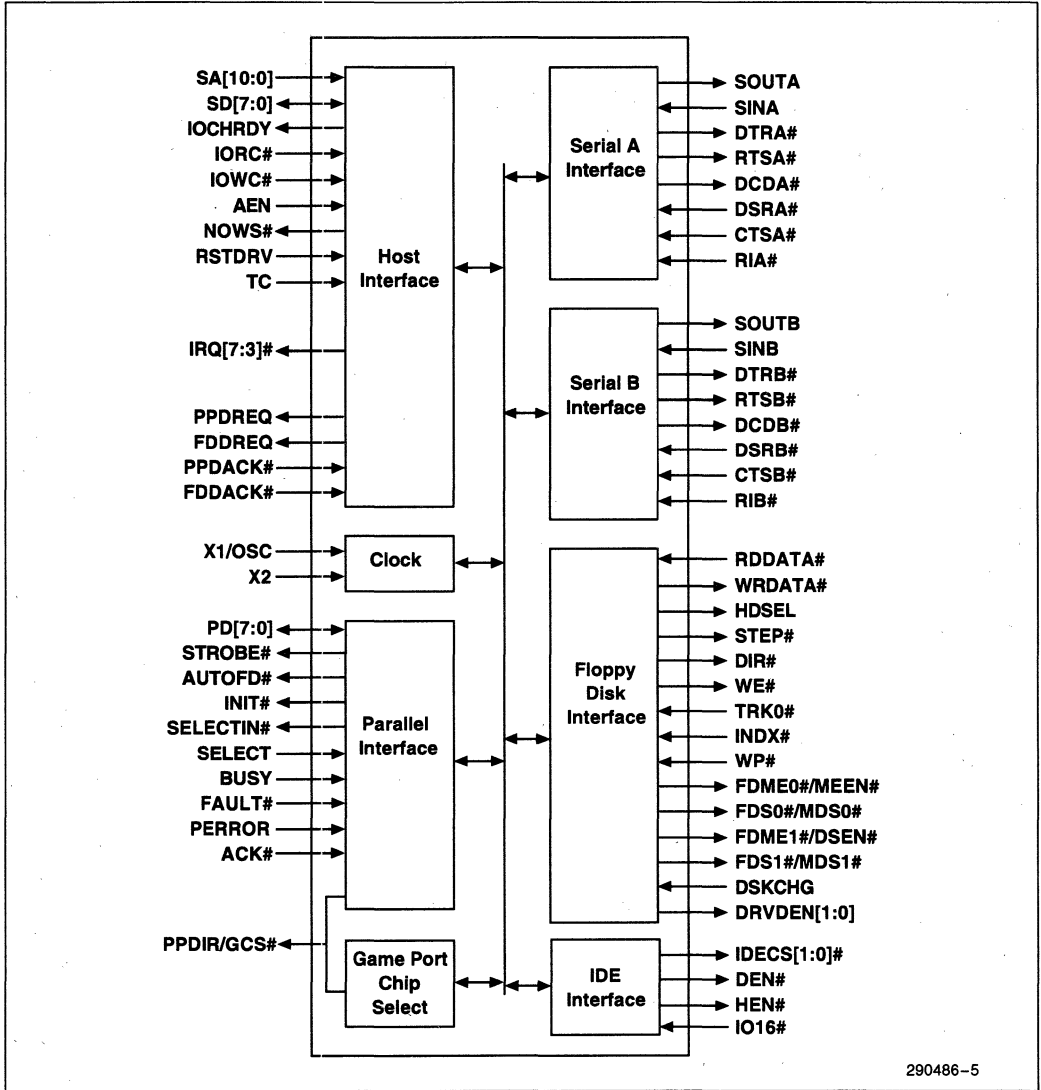 SA[10:0]
SD[7:0]
IOCHRDY
IORC#
IOWC#
AEN
NOWS#
RSTDRV
TC
IRQ[7:3]#
PPDREQ
FDDREQ
PPDACK#
FDDACK#
Host
Interface
X1/OSC
X2
Clock
PD[7:0]
STROBE#
AUTOFD#
INIT#
SELECTIN#
SELECT
BUSY
FAULT#
PERROR
ACK#
Parallel
Interface
PPDIR/GCS#
Game Port
Chip
Select
Serial A
Interface
SOUTA
SINA
DTRA#
RTSA#
DCDA#
DSRA#
CTSA#
RIA#
Serial B
Interface
SOUTB
SINB
DTRB#
RTSB#
DCDB#
DSRB#
CTSB#
RIB#
Floppy
Disk
Interface
RDDATA#
WRDATA#
HDSEL
STEP#
DIR#
WE#
TRK0#
INDX#
WP#
FDME0#/MEEN#
FDS0#/MDS0#
FDME1#/DSEN#
FDS1#/MDS1#
DSKCHG
DRVDEN[1:0]
IDE
Interface
IDECS[1:0]#
DEN#
HEN#
IO16#
290486-5